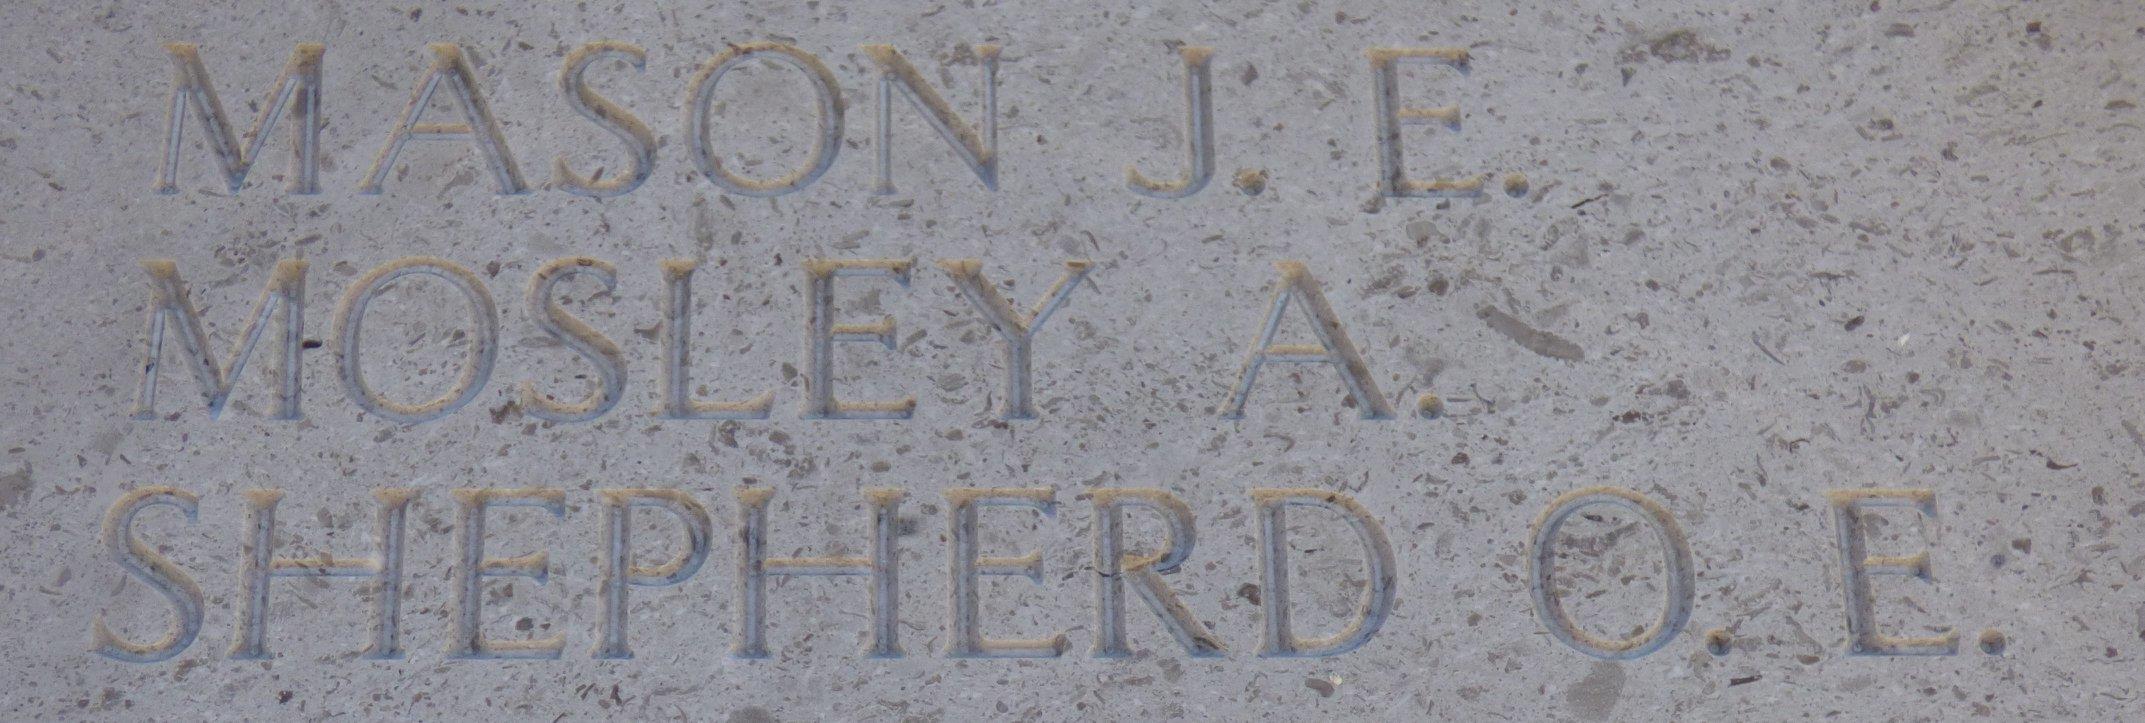 MASON J. E.
MOSLEY A.
SHEPHERD O. E.